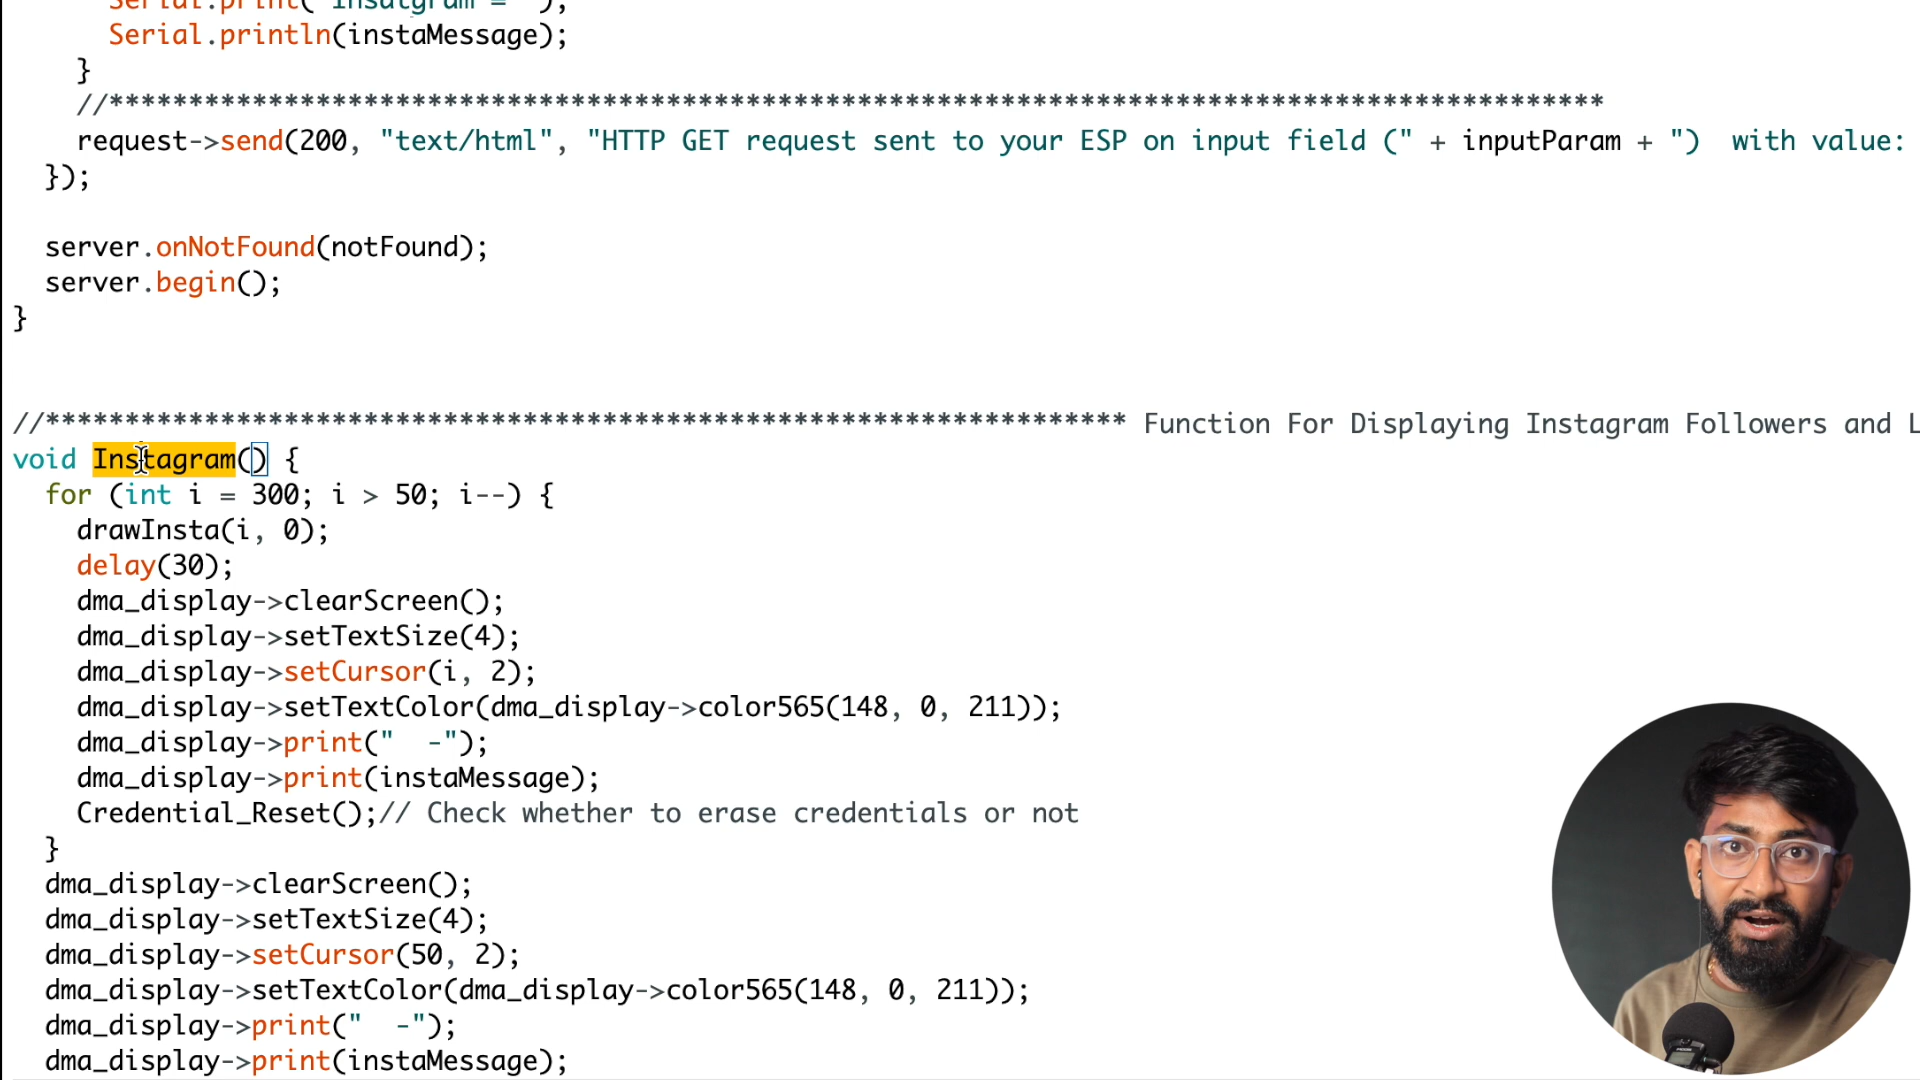 Serial.print("Insatgram = ");
Serial.println(instaMessage);
}
//**********************************************************************************************
request->send(200, "text/html", "HTTP GET request sent to your ESP on input field (" + inputParam + ")  with value:
});
server.onNotFound(notFound);
server.begin();
}
//******************************************************************** Function For Displaying Instagram Followers and L
void Instagram() {
for (int i = 300; i > 50; i--) {
drawInsta(i, 0);
delay(30);
dma_display->clearScreen();
dma_display->setTextSize(4);
dma_display->setCursor(i, 2);
dma_display->setTextColor(dma_display->color565(148, 0, 211));
dma_display->print("  -");
dma_display->print(instaMessage);
Credential_Reset();// Check whether to erase credentials or not
}
dma_display->clearScreen();
dma_display->setTextSize(4);
dma_display->setCursor(50, 2);
dma_display->setTextColor(dma_display->color565(148, 0, 211));
dma_display->print("  -");
dma_display->print(instaMessage);